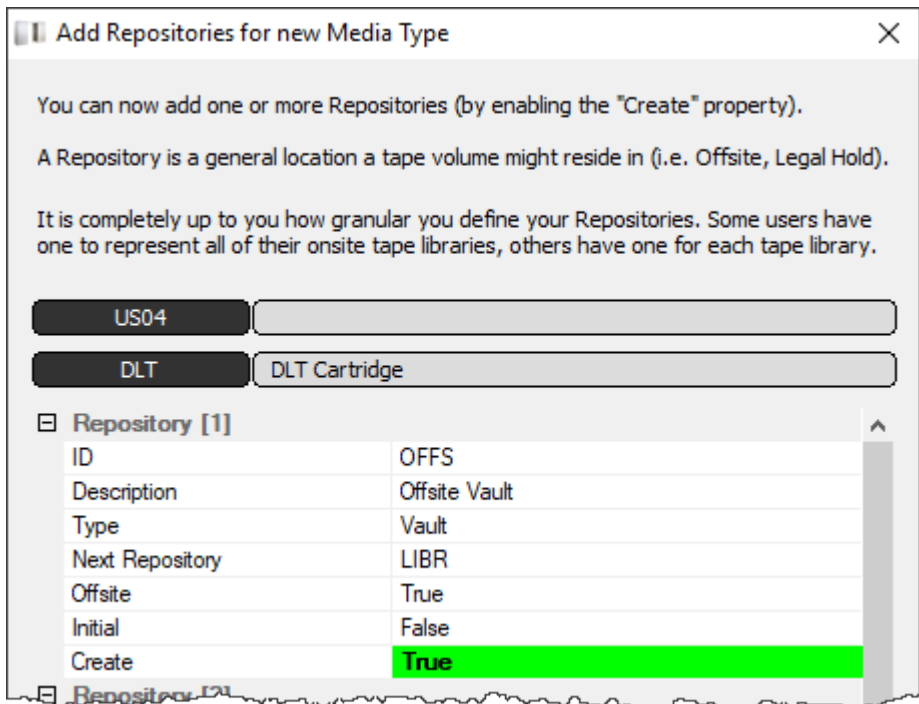 Add Repositories for new Media Type
You can now add one or more Repositories (by enabling the "Create" property).
A Repository is a general location a tape volume might reside in (i.e. Offsite, Legal Hold).
It is completely up to you how granular you define your Repositories. Some users have
one to represent all of their onsite tape libraries, others have one for each tape library.
US04
DLT DLT Cartridge
Repository [1]
ID OFFS
Description Offsite Vault
Type Vault
Next Repository LIBR
Offsite True
Initial False
Create True
Repository [2]